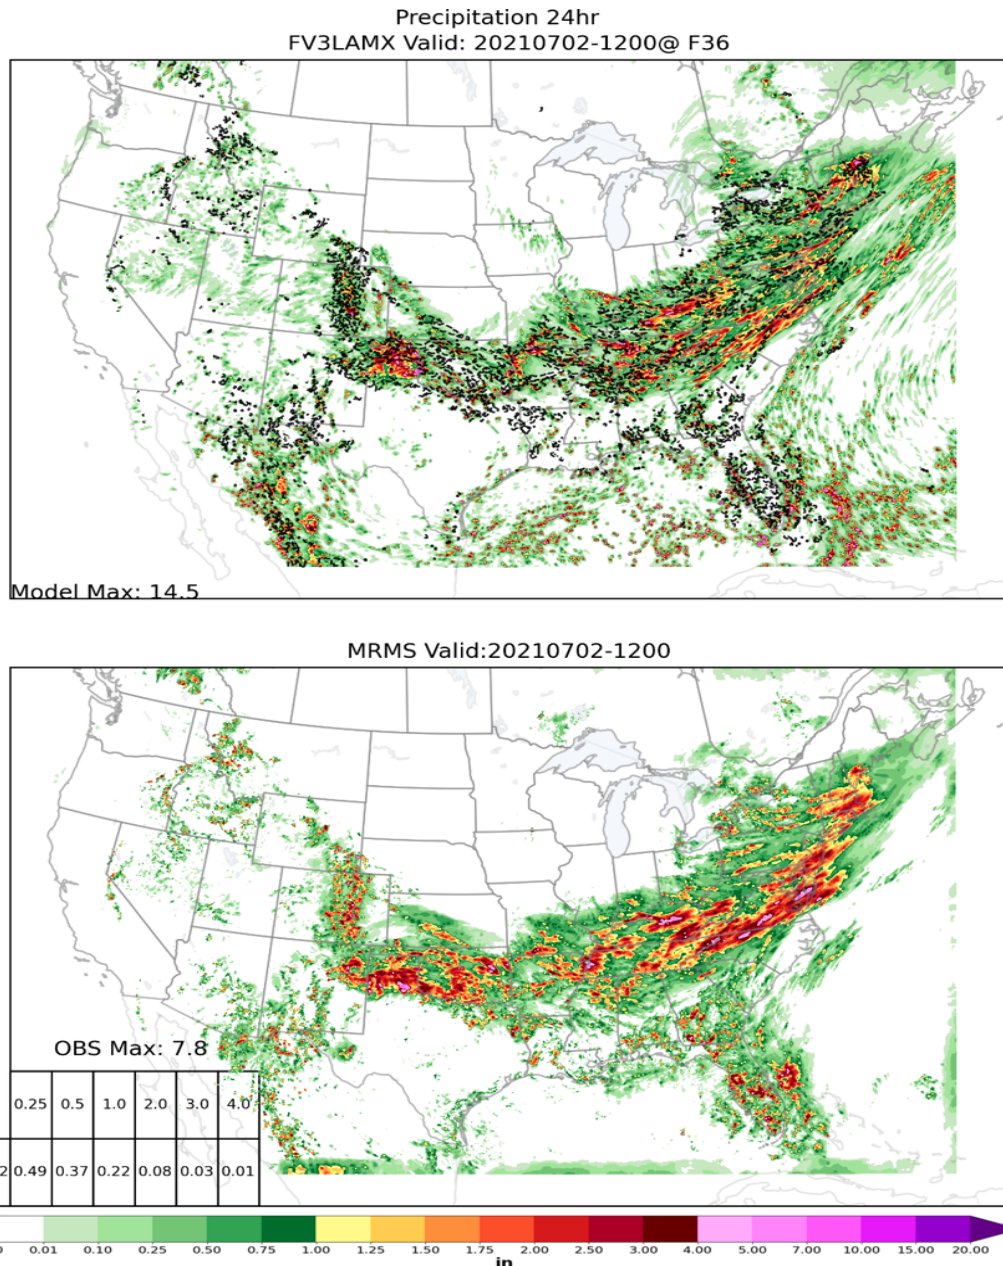 Precipitation 24hr
FV3LAMX Valid: 20210702-1200@ F36
Model Max: 14.5
MRMS Valid:20210702-1200
OBS Max: 7.8
0.25 0.5 1.0 2.0 3.0 4.0
2 0.49 0.37 0.22 0.08 0.03 0.01
0 0.01 0.10 0.25 0.50 0.75 1.00 1.25 1.50 1.75 2.00 2.50 3.00 4.00 5.00 7.00 10.00 15.00 20.00
in